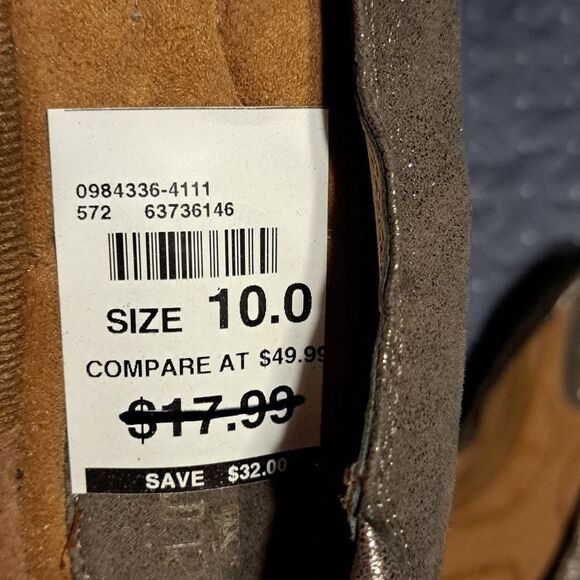 0984336-4111
572 63736146
SIZE 10.0
COMPARE AT $49.99
$17.99
SAVE $32.00